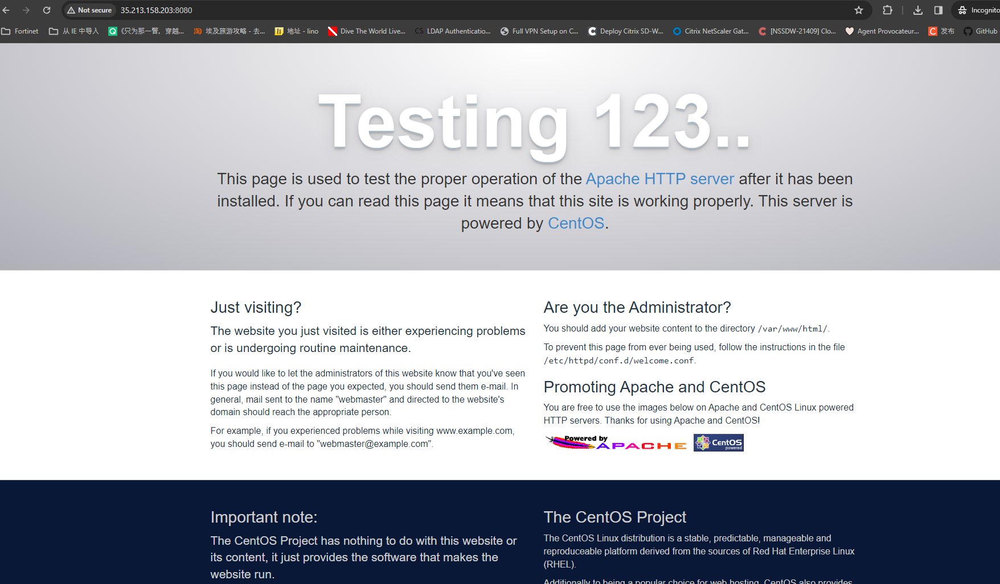 Not secure 35.213.158.203:8080 Incognito
Fortinet 从 IE 中导入 《只为那一瞥，穿越... 埃及旅游攻略 - 去... 地址 - lino Dive The World Live... CS LDAP Authenticatio... Full VPN Setup on C... Deploy Citrix SD-W... Citrix NetScaler Gat... [NSSDW-21409] Clo... Agent Provocateur... 发布 GitHub
Testing 123..
This page is used to test the proper operation of the Apache HTTP server after it has been
installed. If you can read this page it means that this site is working properly. This server is
powered by CentOS.
Just visiting?
The website you just visited is either experiencing problems
or is undergoing routine maintenance.
If you would like to let the administrators of this website know that you've seen
this page instead of the page you expected, you should send them e-mail. In
general, mail sent to the name "webmaster" and directed to the website's
domain should reach the appropriate person.
For example, if you experienced problems while visiting www.example.com,
you should send e-mail to "webmaster@example.com".
Are you the Administrator?
You should add your website content to the directory /var/www/html/.
To prevent this page from ever being used, follow the instructions in the file
/etc/httpd/conf.d/welcome.conf.
Promoting Apache and CentOS
You are free to use the images below on Apache and CentOS Linux powered
HTTP servers. Thanks for using Apache and CentOS!
Powered by
APACHE
CentOS
powered
Important note:
The CentOS Project has nothing to do with this website or
its content, it just provides the software that makes the
website run.
The CentOS Project
The CentOS Linux distribution is a stable, predictable, manageable and
reproduceable platform derived from the sources of Red Hat Enterprise Linux
(RHEL).
Additionally to being a popular choice for web hosting, CentOS also provides